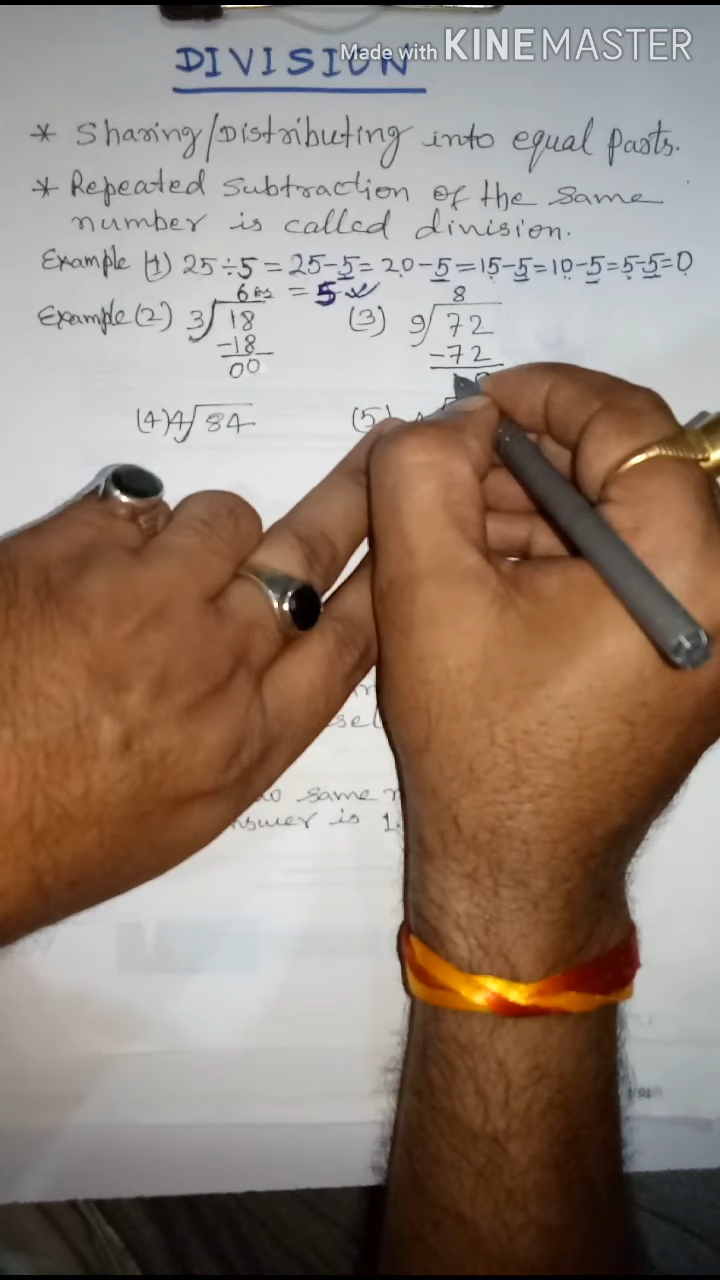 Made with KINEMASTER
DIVISION
* Sharing/Distributing into equal parts.
* Repeated subtraction of the same
number is called division.
Example (1) 25÷5 = 25-5= 20-5=15-5=10-5=5-5=0
= 5
Example (2) 3)18 6 Ans (3) 9)72 8
-18 -72
00
(4) 4)84 (5)
same
answer is 1.